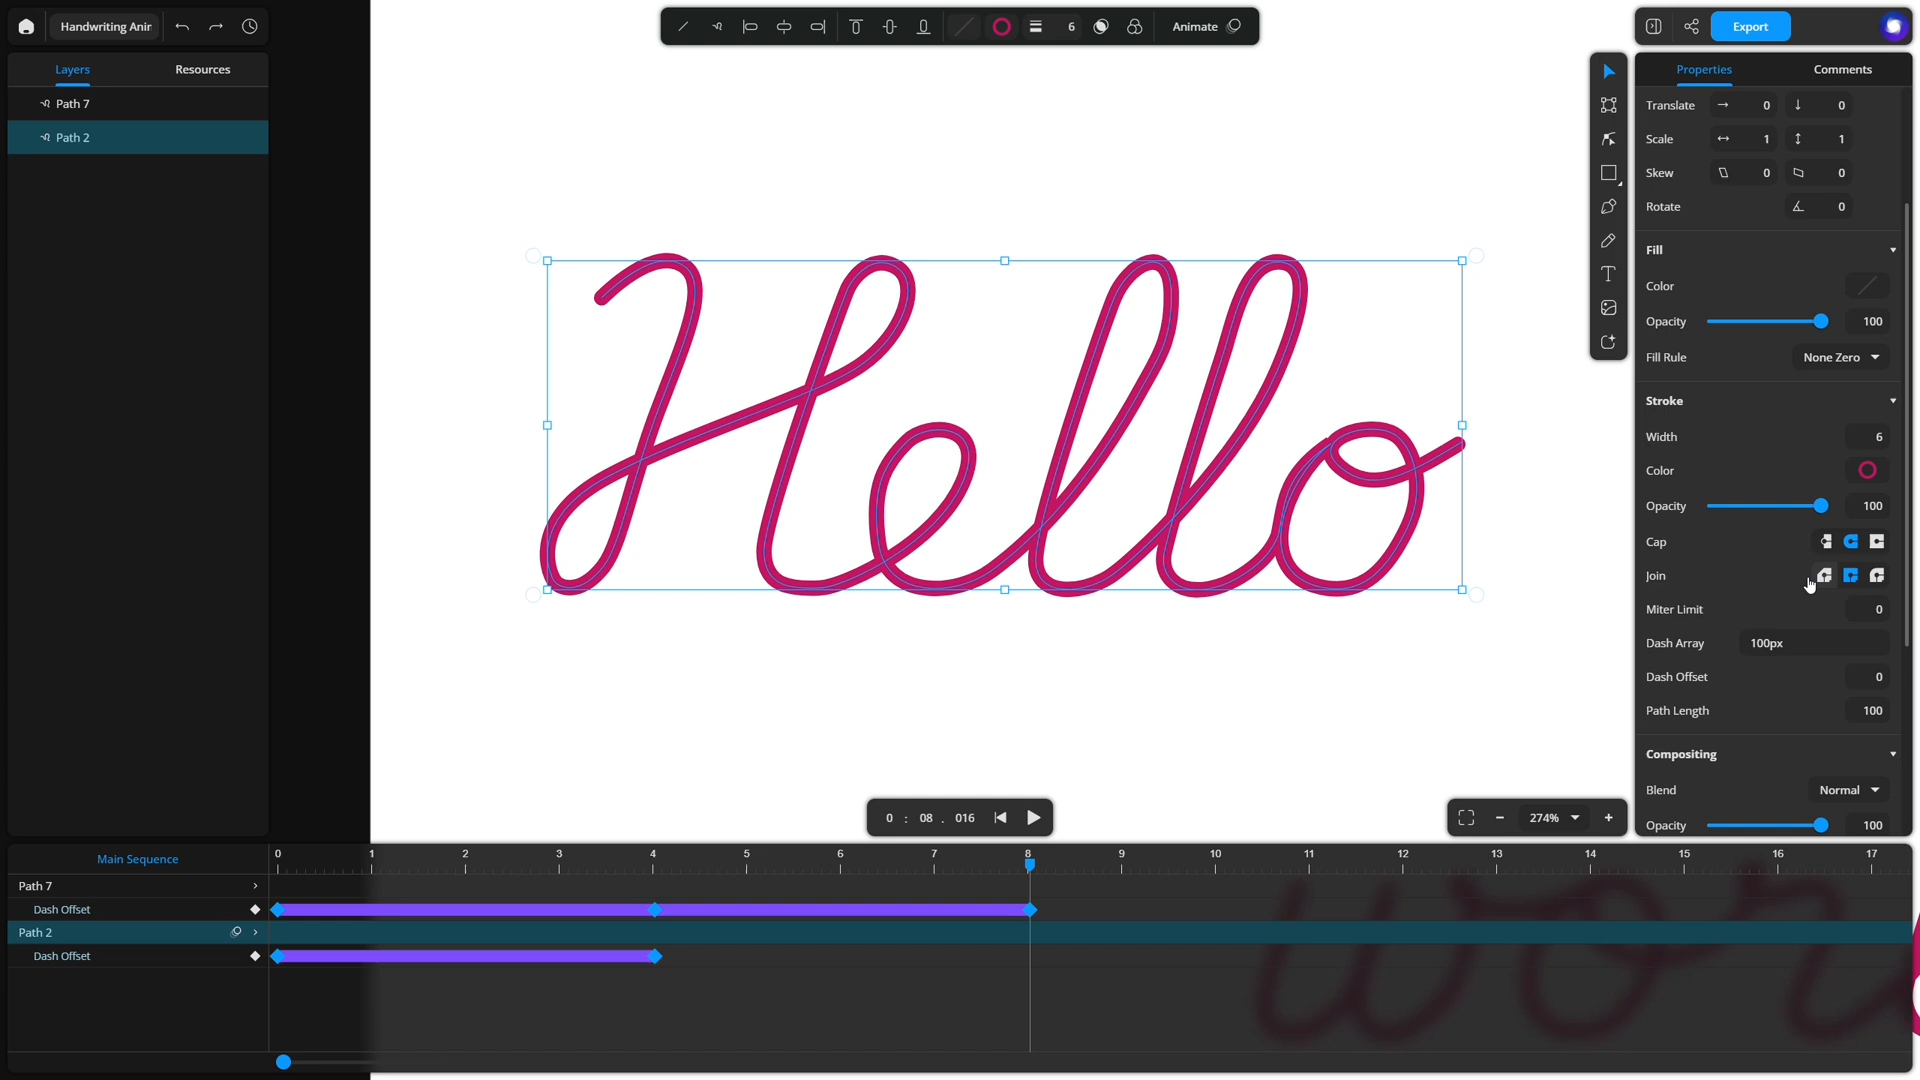 Handwriting Anir
6
Animate
Export
Layers
Resources
Path 7
Path 2
Properties
Comments
Translate 0 0
Scale 1 1
Skew 0 0
Rotate 0
Fill
Color
Opacity 100
Fill Rule None Zero
Stroke
Width 6
Color
Opacity 100
Cap
Join
Miter Limit 0
Dash Array 100px
Dash Offset 0
Path Length 100
Compositing
Blend Normal
Opacity 100
Hello
0 : 08 . 016
274%
Main Sequence
0 1 2 3 4 5 6 7 8 9 10 11 12 13 14 15 16 17
Path 7
Dash Offset
Path 2
Dash Offset